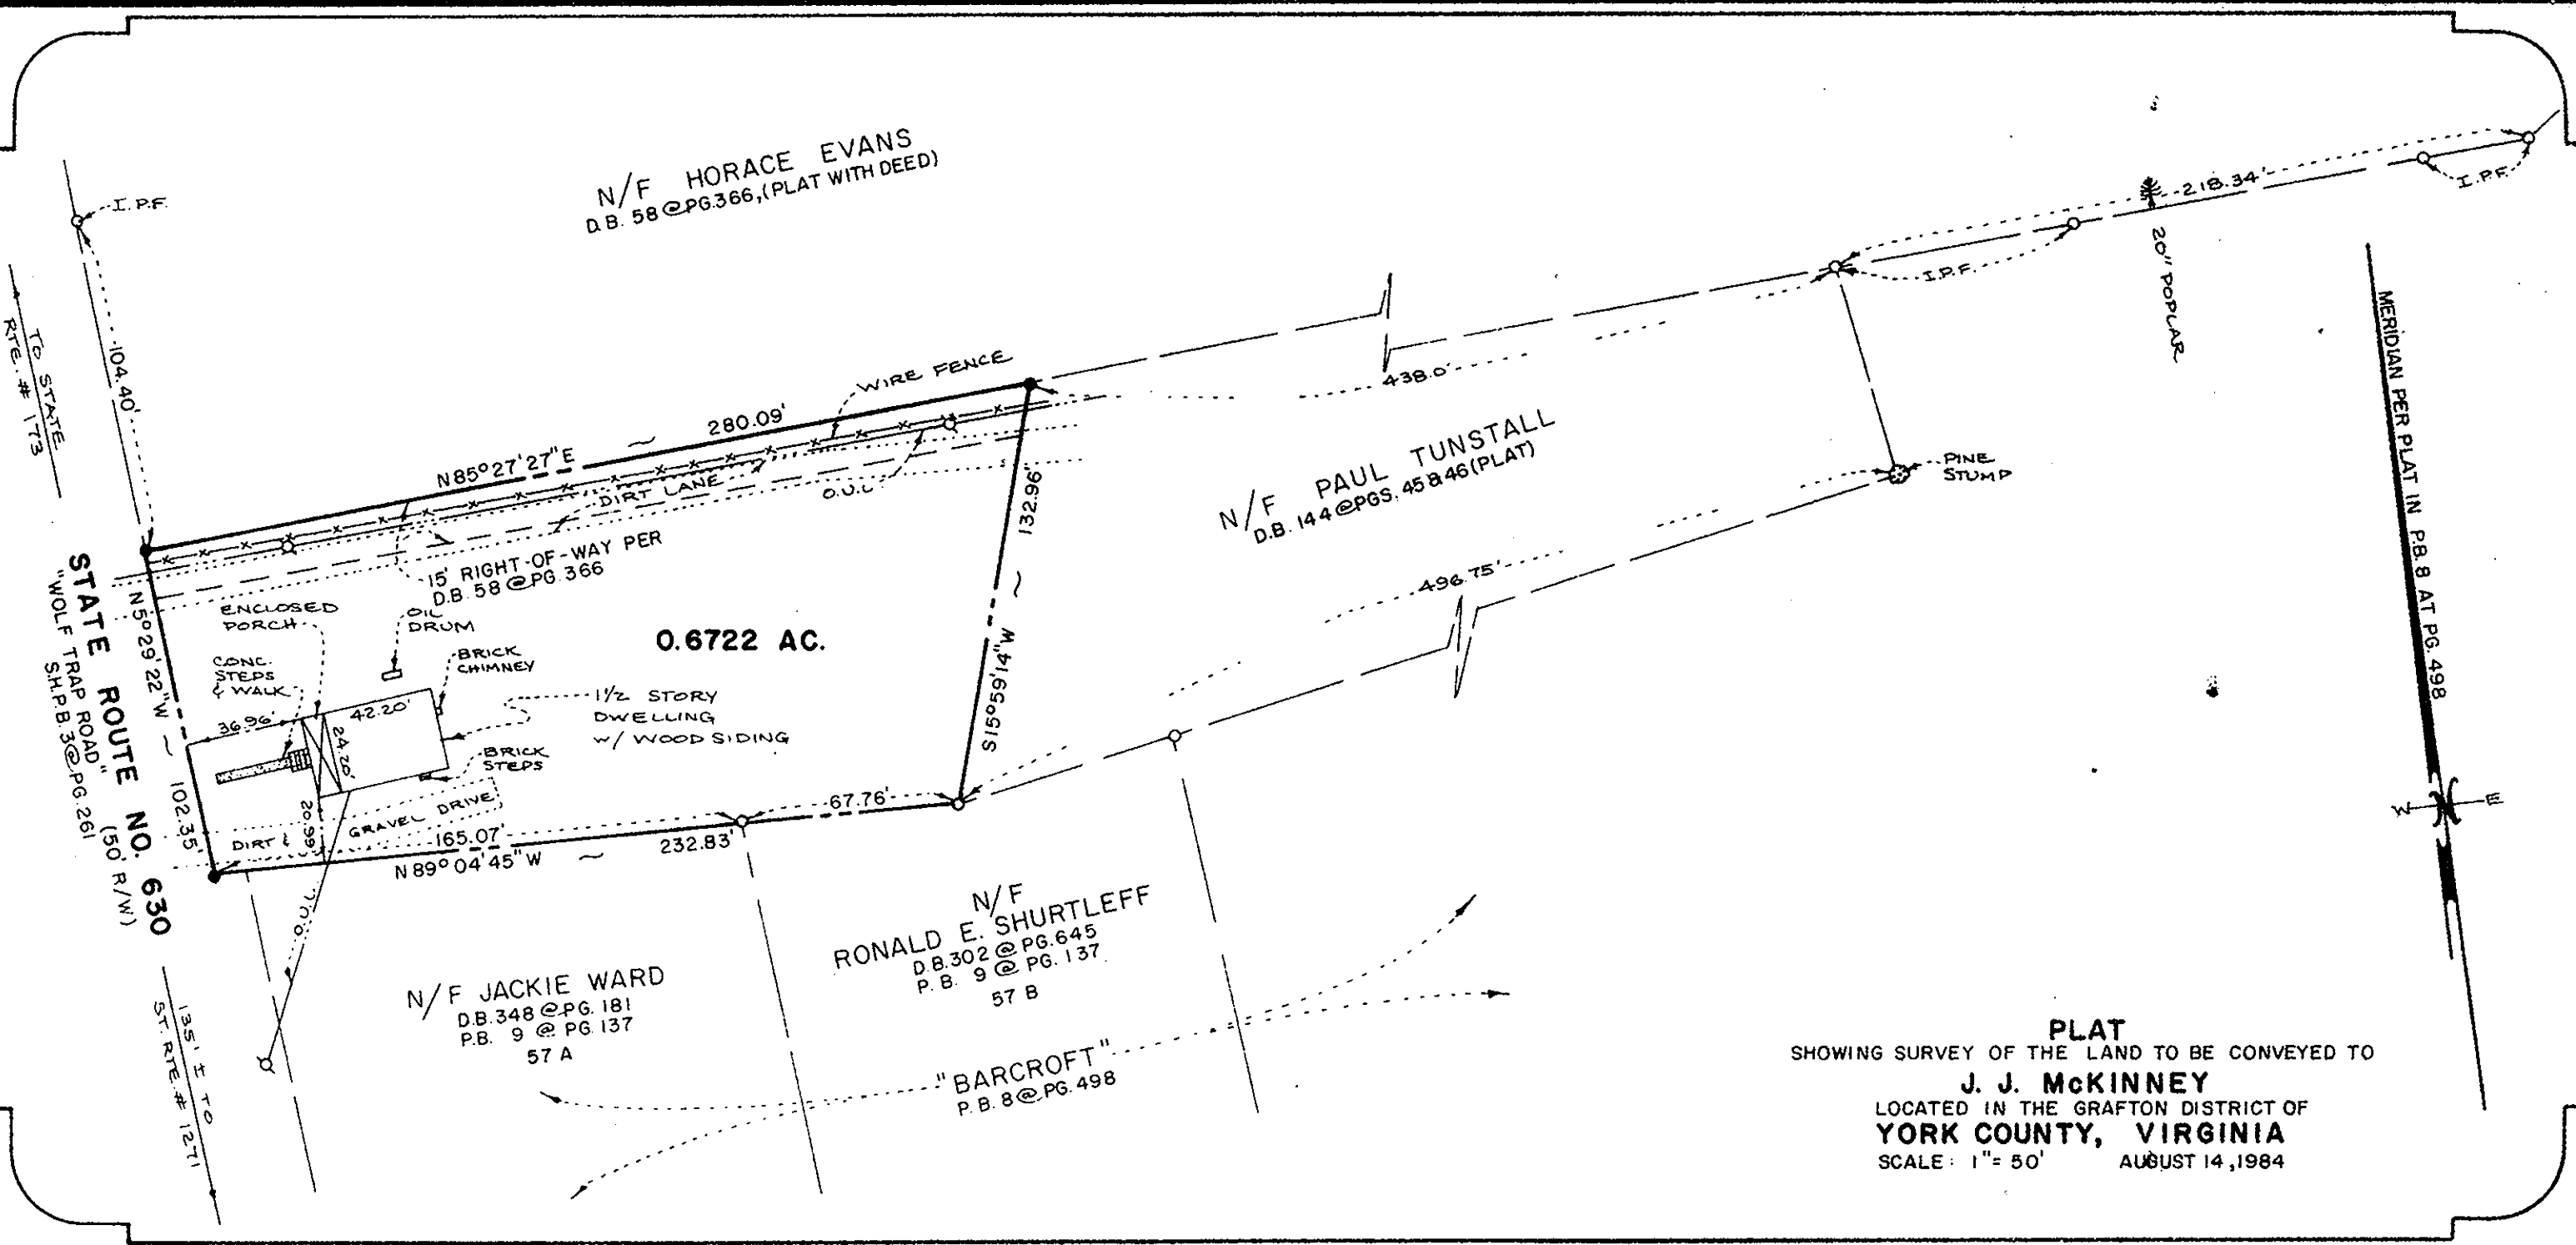 N/F HORACE EVANS
D.B. 58 @ PG.366, (PLAT WITH DEED)
I.P.F.
104.40'
TO STATE
RTE. # 173
WIRE FENCE
N85°27'27"E ~ 280.09'
DIRT LANE
O.U.L.
15' RIGHT-OF-WAY PER
D.B. 58 @ PG. 366
438.0'
218.34'
I.P.F.
I.P.F.
20" POPLAR
PINE
STUMP
N/F PAUL TUNSTALL
D.B. 144 @ PGS. 45 & 46 (PLAT)
496.75'
S15°59'14"W ~ 132.96'
0.6722 AC.
ENCLOSED
PORCH
OIL
DRUM
BRICK
CHIMNEY
CONC.
STEPS
& WALK
1 1/2 STORY
DWELLING
W/ WOOD SIDING
BRICK
STEPS
36.96'
42.20'
24.20'
20.99'
DIRT & GRAVEL DRIVE
N5°29'22"W ~ 102.35'
STATE ROUTE NO. 630
"WOLF TRAP ROAD" (50' R/W)
S.H.P.B. 3 @ PG. 261
165.07'
67.76'
N89°04'45"W ~ 232.83'
O.U.L.
135' ± TO
ST. RTE. # 1271
N/F JACKIE WARD
D.B. 348 @ PG. 181
P.B. 9 @ PG. 137
57 A
N/F
RONALD E. SHURTLEFF
D.B. 302 @ PG. 645
P.B. 9 @ PG. 137
57 B
"BARCROFT"
P.B. 8 @ PG. 498
MERIDIAN PER PLAT IN P.B. 8 AT PG. 498
W N E
PLAT
SHOWING SURVEY OF THE LAND TO BE CONVEYED TO
J. J. McKINNEY
LOCATED IN THE GRAFTON DISTRICT OF
YORK COUNTY, VIRGINIA
SCALE: 1"= 50' AUGUST 14, 1984